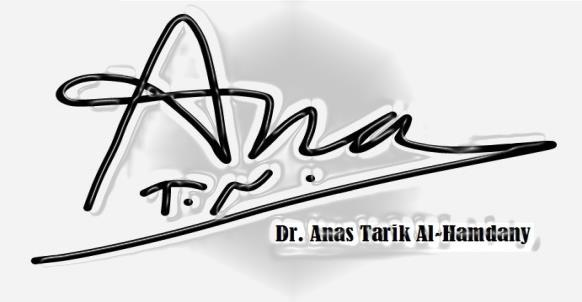 Ana
T. N.
Dr. Anas Tarik Al-Hamdany